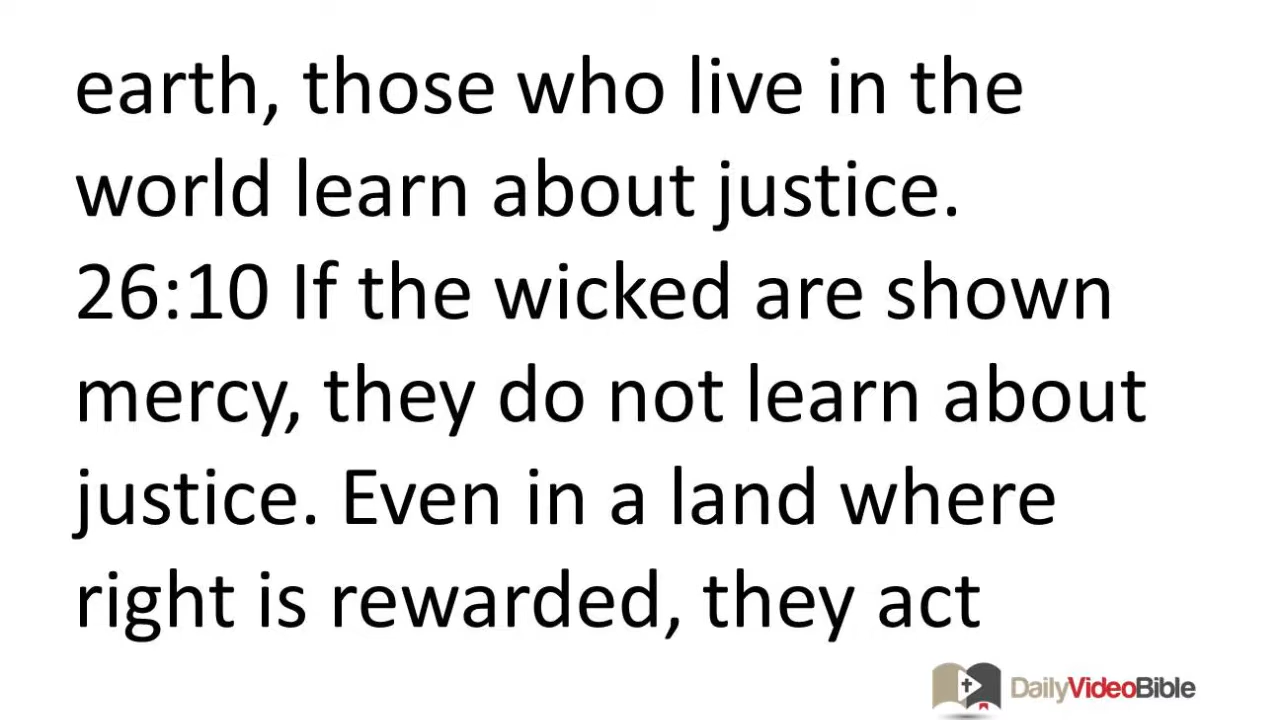 earth, those who live in the
world learn about justice.
26:10 If the wicked are shown
mercy, they do not learn about
justice. Even in a land where
right is rewarded, they act
DailyVideoBible